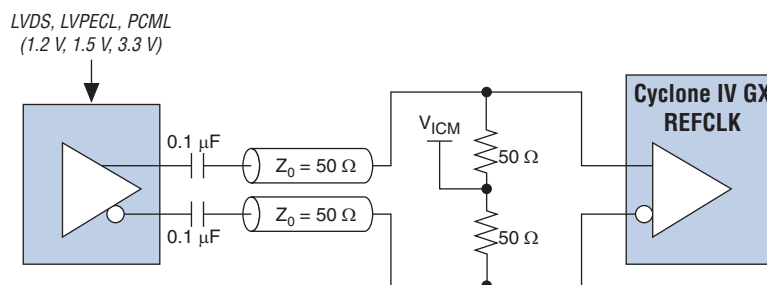 LVDS, LVPECL, PCML
(1.2 V, 1.5 V, 3.3 V)
Cyclone IV GX
REFCLK
0.1 µF
Z0 = 50 Ω
VICM
50 Ω
Z0 = 50 Ω
0.1 µF
50 Ω